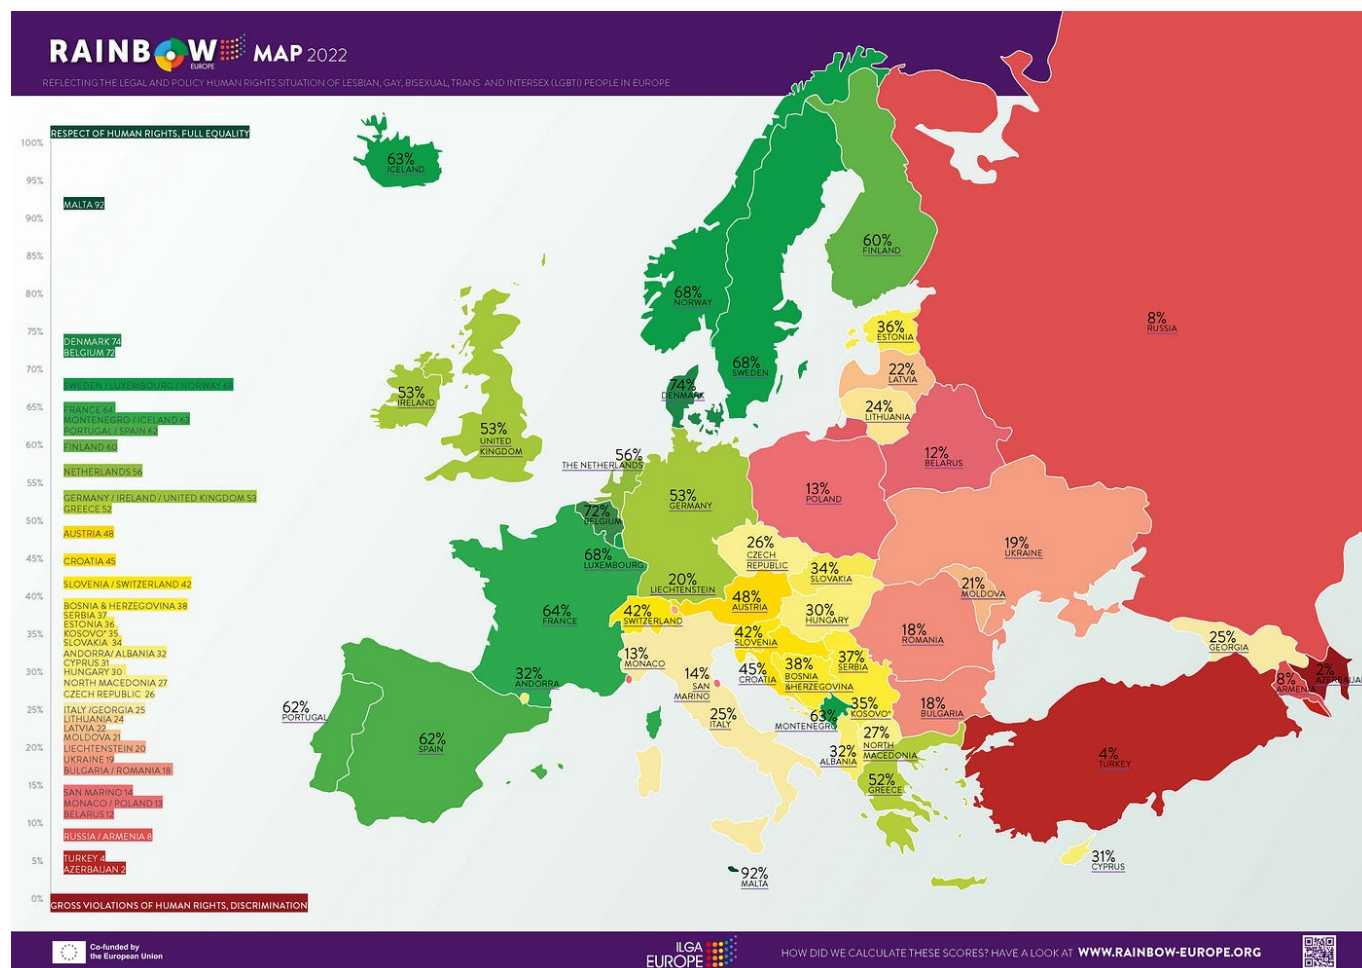 RAINBOW EUROPE MAP 2022
REFLECTING THE LEGAL AND POLICY HUMAN RIGHTS SITUATION OF LESBIAN, GAY, BISEXUAL, TRANS AND INTERSEX (LGBTI) PEOPLE IN EUROPE
RESPECT OF HUMAN RIGHTS, FULL EQUALITY
100%
95%
MALTA 92
90%
85%
80%
75%
DENMARK 74
BELGIUM 72
70%
SWEDEN / LUXEMBOURG / NORWAY 68
65%
FRANCE 64
MONTENEGRO / ICELAND 63
PORTUGAL / SPAIN 62
60%
FINLAND 60
NETHERLANDS 56
55%
GERMANY / IRELAND / UNITED KINGDOM 53
GREECE 52
50%
AUSTRIA 48
45%
CROATIA 45
SLOVENIA / SWITZERLAND 42
40%
BOSNIA & HERZEGOVINA 38
SERBIA 37
ESTONIA 36
KOSOVO* 35
35%
SLOVAKIA 34
ANDORRA/ ALBANIA 32
CYPRUS 31
30%
HUNGARY 30
NORTH MACEDONIA 27
CZECH REPUBLIC 26
25%
ITALY /GEORGIA 25
LITHUANIA 24
LATVIA 22
MOLDOVA 21
20%
LIECHTENSTEIN 20
UKRAINE 19
BULGARIA / ROMANIA 18
15%
SAN MARINO 14
MONACO / POLAND 13
BELARUS 12
10%
RUSSIA / ARMENIA 8
5%
TURKEY 4
AZERBAIJAN 2
0%
GROSS VIOLATIONS OF HUMAN RIGHTS, DISCRIMINATION
63%
ICELAND
60%
FINLAND
68%
NORWAY
68%
SWEDEN
8%
RUSSIA
36%
ESTONIA
22%
LATVIA
24%
LITHUANIA
74%
DENMARK
53%
IRELAND
53%
UNITED
KINGDOM
56%
THE NETHERLANDS
12%
BELARUS
13%
POLAND
53%
GERMANY
72%
BELGIUM
68%
LUXEMBOURG
26%
CZECH
REPUBLIC
19%
UKRAINE
34%
SLOVAKIA
20%
LIECHTENSTEIN
48%
AUSTRIA
21%
MOLDOVA
64%
FRANCE
42%
SWITZERLAND
30%
HUNGARY
18%
ROMANIA
42%
SLOVENIA
25%
GEORGIA
13%
MONACO
14%
SAN
MARINO
45%
CROATIA
38%
BOSNIA
&HERZEGOVINA
37%
SERBIA
32%
ANDORRA
8%
ARMENIA
2%
AZERBAIJAN
62%
PORTUGAL
62%
SPAIN
25%
ITALY
63%
MONTENEGRO
35%
KOSOVO*
18%
BULGARIA
27%
NORTH
MACEDONIA
32%
ALBANIA
52%
GREECE
4%
TURKEY
31%
CYPRUS
92%
MALTA
Co-funded by
the European Union
ILGA
EUROPE
HOW DID WE CALCULATE THESE SCORES? HAVE A LOOK AT WWW.RAINBOW-EUROPE.ORG